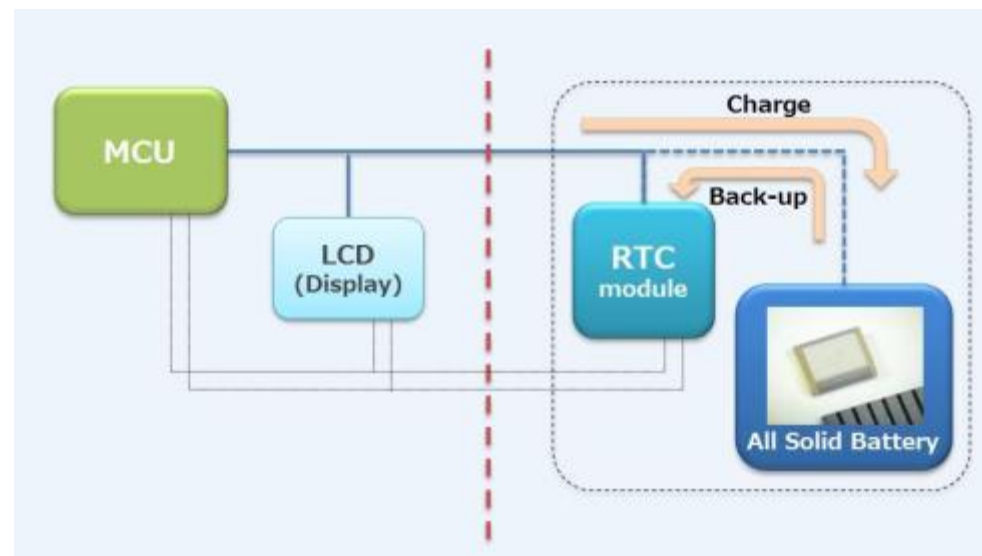 MCU
LCD
(Display)
Charge
Back-up
RTC
module
All Solid Battery